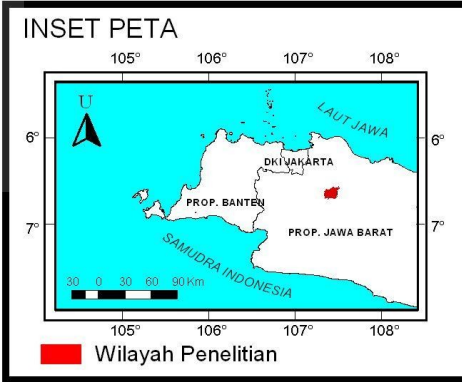 INSET PETA
105° 106° 107° 108°
U
LAUT JAWA
6° 6°
DKI JAKARTA
PROP. BANTEN
7° 7°
PROP. JAWA BARAT
SAMUDRA INDONESIA
30 0 30 60 90 Km
105° 106° 107° 108°
Wilayah Penelitian